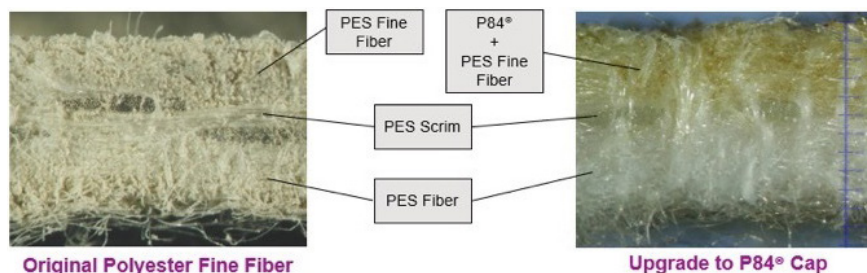 PES Fine
Fiber
P84®
+
PES Fine
Fiber
PES Scrim
PES Fiber
Original Polyester Fine Fiber
Upgrade to P84® Cap